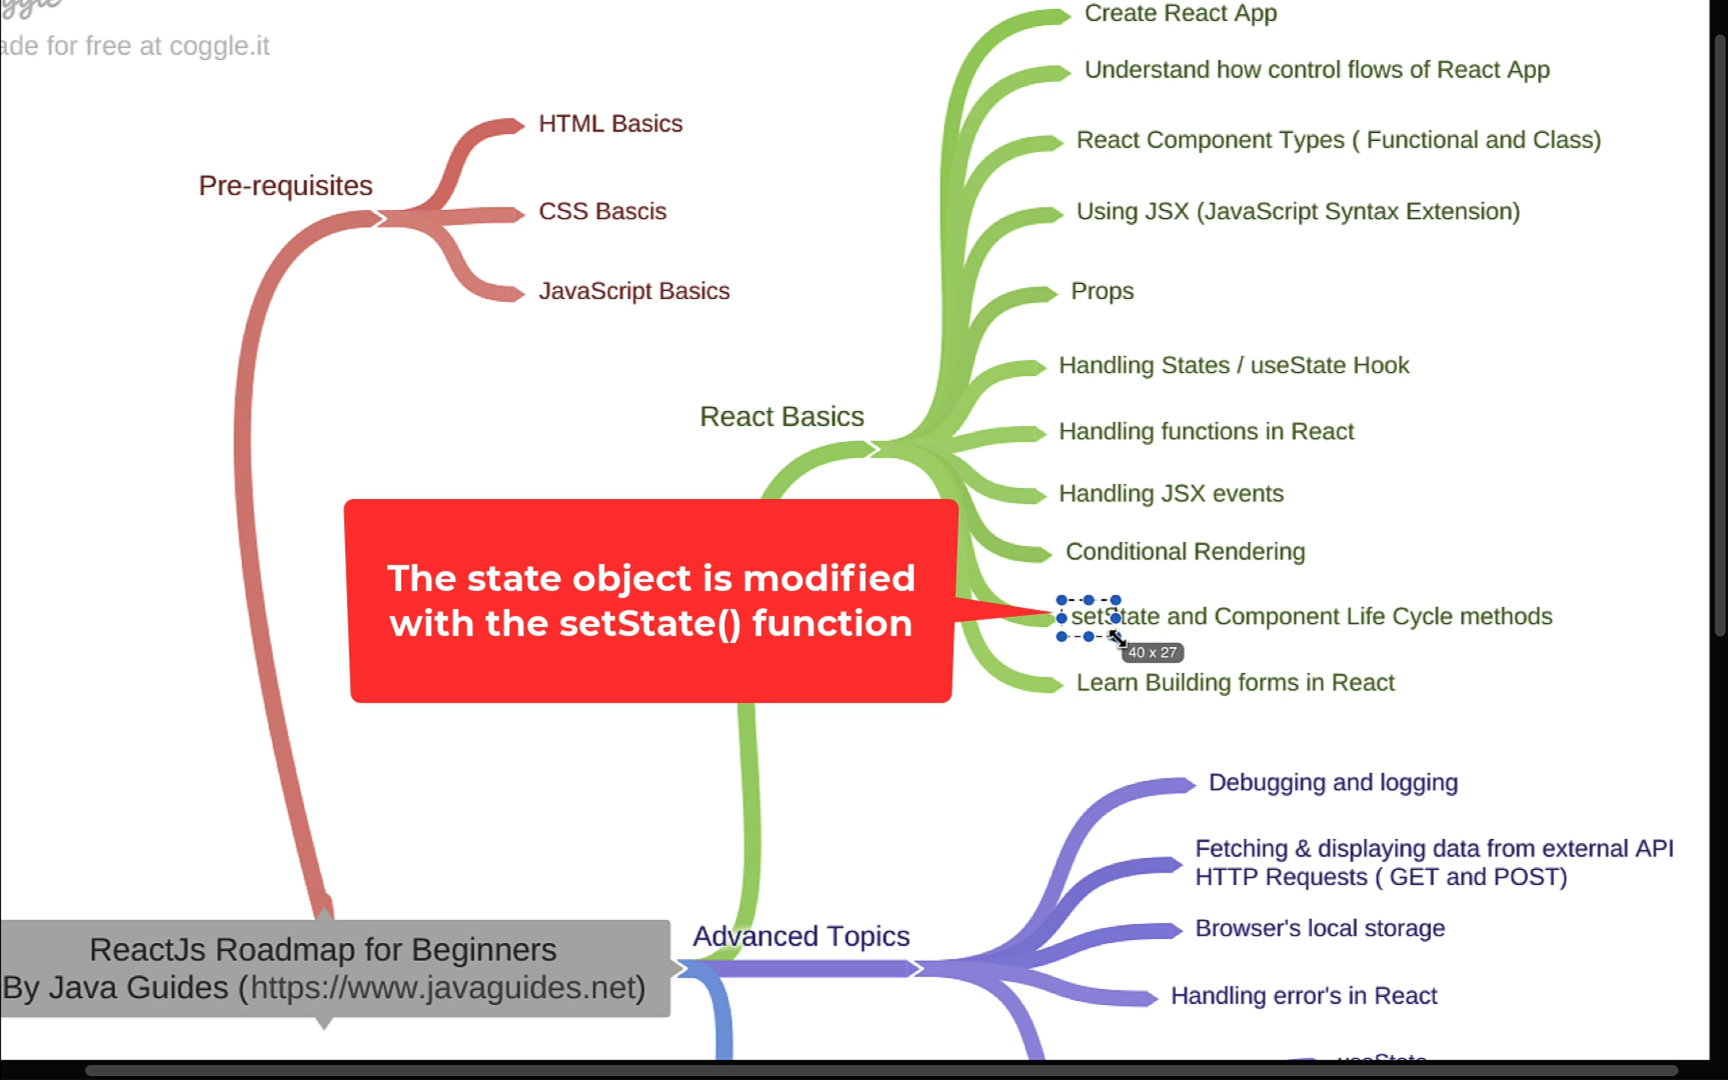 ade for free at coggle.it
Pre-requisites
HTML Basics
CSS Bascis
JavaScript Basics
React Basics
Create React App
Understand how control flows of React App
React Component Types ( Functional and Class)
Using JSX (JavaScript Syntax Extension)
Props
Handling States / useState Hook
Handling functions in React
Handling JSX events
Conditional Rendering
setState and Component Life Cycle methods
40 x 27
Learn Building forms in React
The state object is modified
with the setState() function
Advanced Topics
Debugging and logging
Fetching & displaying data from external API
HTTP Requests ( GET and POST)
Browser's local storage
Handling error's in React
useState
ReactJs Roadmap for Beginners
By Java Guides (https://www.javaguides.net)